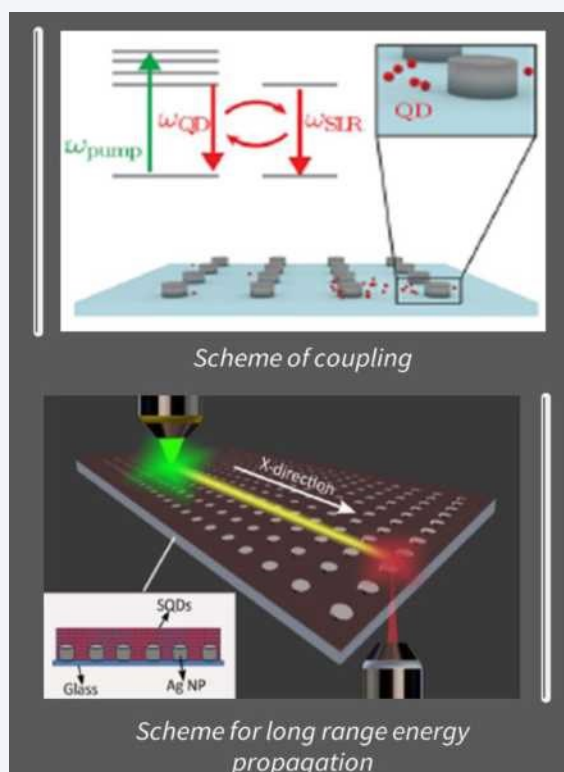 ωpump
ωQD
ωSLR
QD
Scheme of coupling
X-direction
SQDs
Glass
Ag NP
Scheme for long range energy
propagation